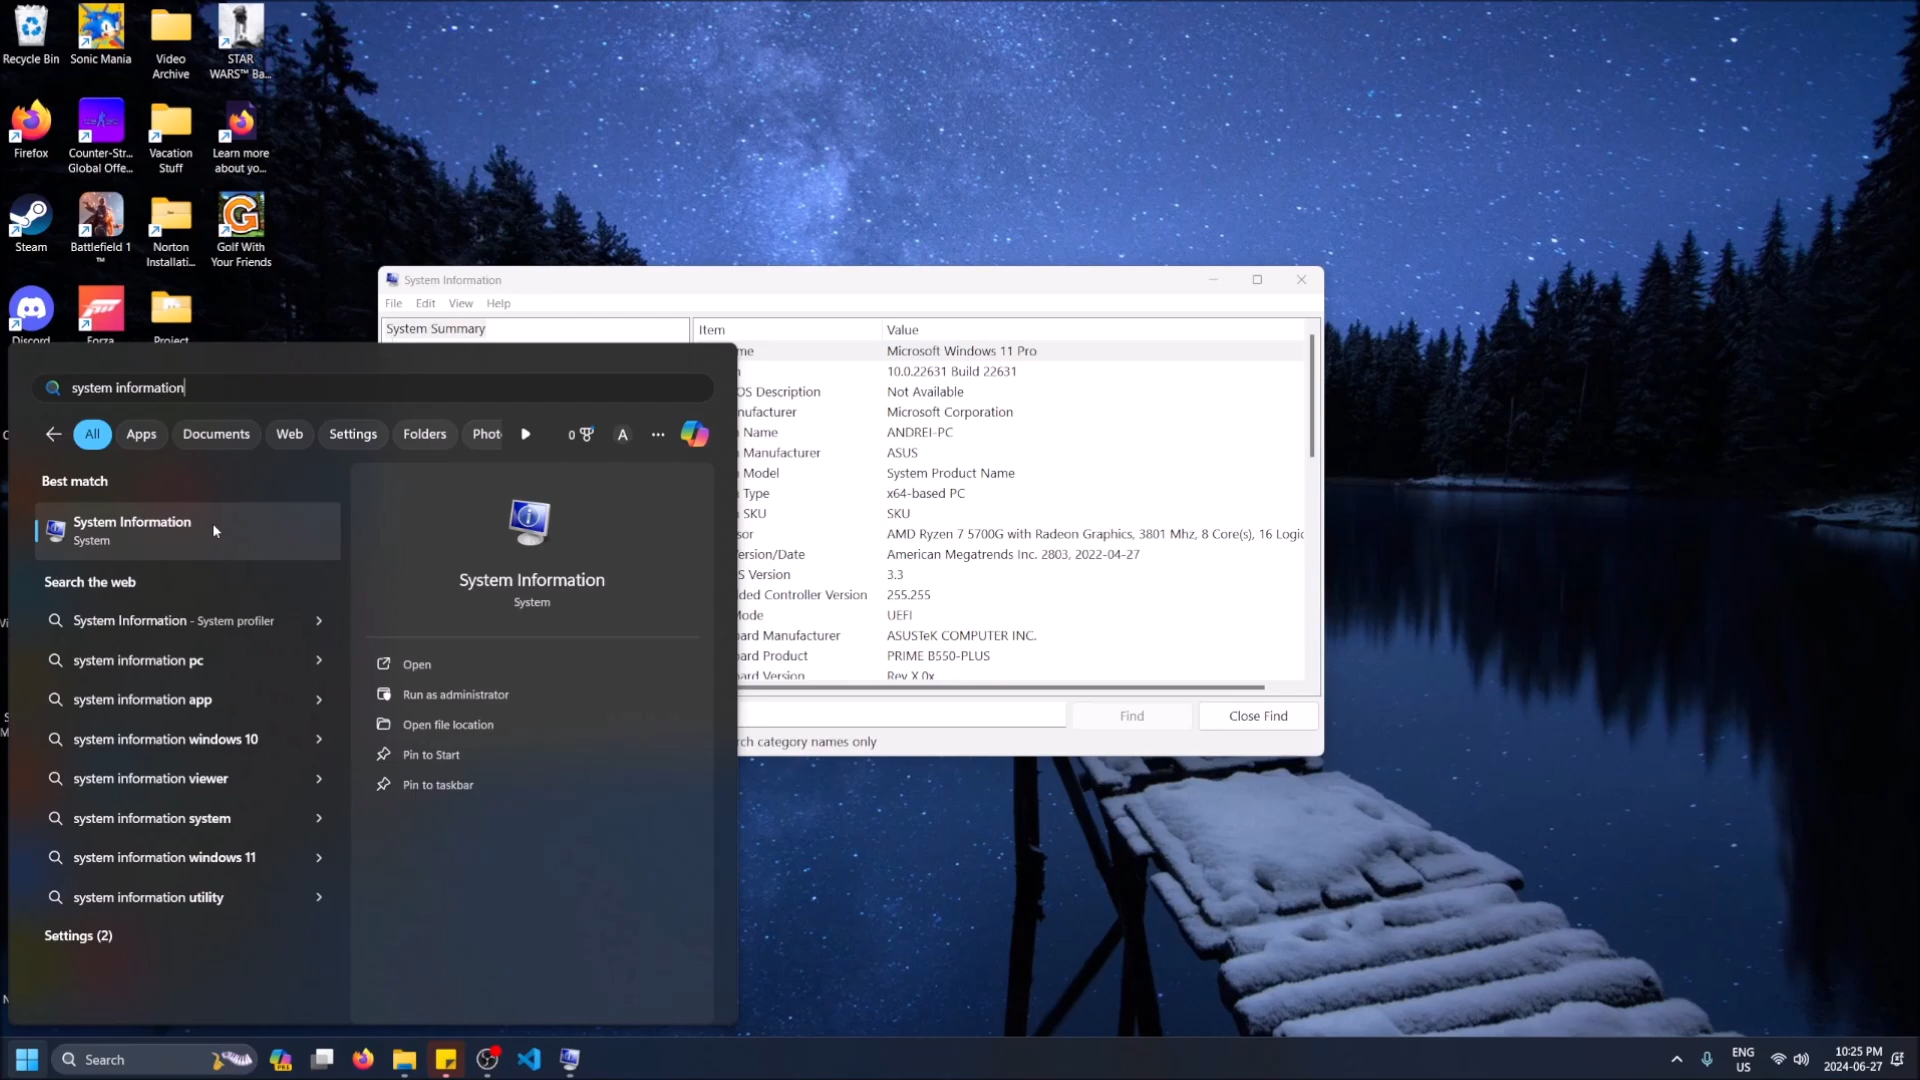 Recycle Bin
Sonic Mania
Video
Archive
STAR
WARS™ Ba...
Firefox
Counter-Str...
Global Offe...
Vacation
Stuff
Learn more
about yo...
Steam
Battlefield 1
™
Norton
Installati...
Golf With
Your Friends
Discord
Forza
Project
System Information
File
Edit
View
Help
System Summary
Item
Value
me
Microsoft Windows 11 Pro
10.0.22631 Build 22631
OS Description
Not Available
nufacturer
Microsoft Corporation
Name
ANDREI-PC
Manufacturer
ASUS
Model
System Product Name
Type
x64-based PC
SKU
SKU
sor
AMD Ryzen 7 5700G with Radeon Graphics, 3801 Mhz, 8 Core(s), 16 Logic
ersion/Date
American Megatrends Inc. 2803, 2022-04-27
S Version
3.3
ded Controller Version
255.255
Mode
UEFI
ard Manufacturer
ASUSTeK COMPUTER INC.
ard Product
PRIME B550-PLUS
ard Version
Rev X.0x
Find
Close Find
rch category names only
system information
All
Apps
Documents
Web
Settings
Folders
Phot
0
A
Best match
System Information
System
Search the web
System Information - System profiler
system information pc
system information app
system information windows 10
system information viewer
system information system
system information windows 11
system information utility
Settings (2)
System Information
System
Open
Run as administrator
Open file location
Pin to Start
Pin to taskbar
Search
PRE
ENG
US
10:25 PM
2024-06-27